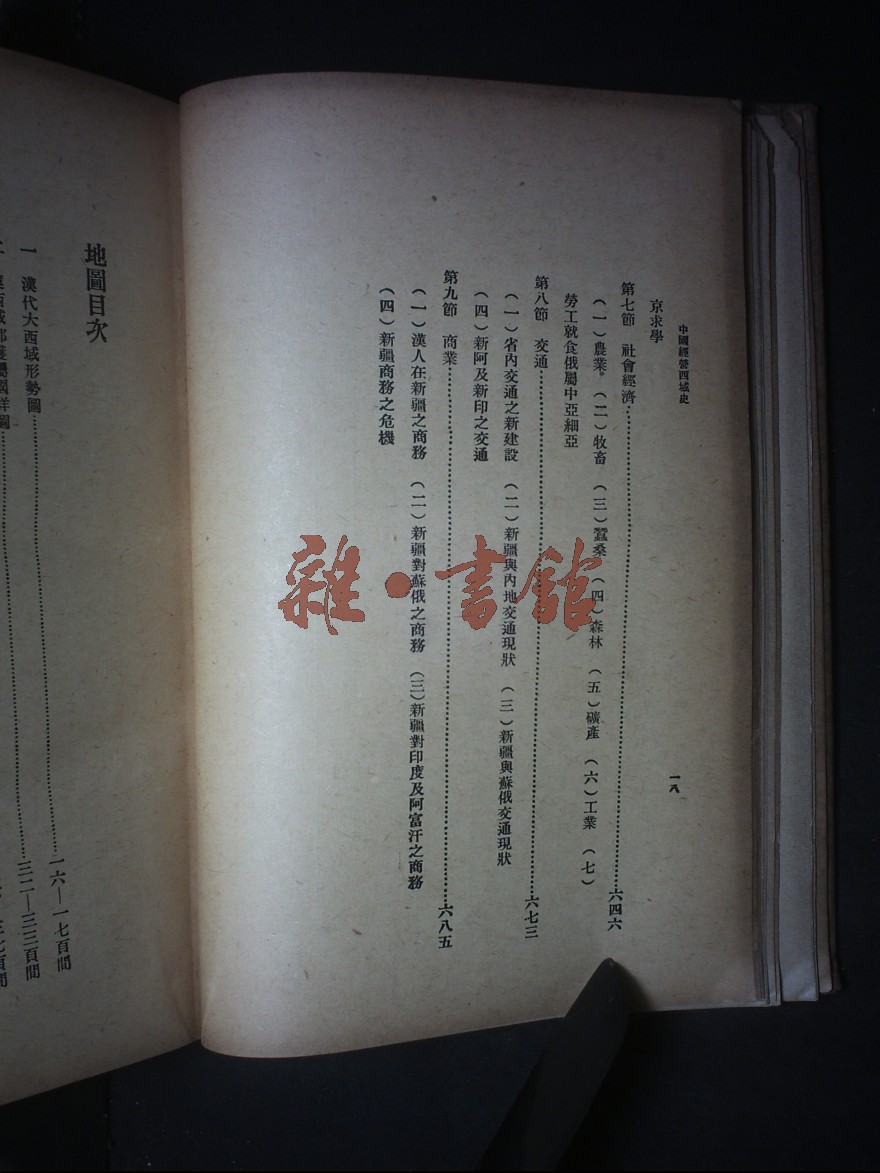 中國經營西域史
一八
京求學
第七節 社會經濟……六四六
(一)農業。(二)牧畜 (三)蠶桑 (四)森林 (五)礦產 (六)工業 (七)
勞工就食俄屬中亞細亞
第八節 交通……六七三
(一)省內交通之新建設 (二)新疆與內地交通現狀 (三)新疆與蘇俄交通現狀
(四)新阿及新印之交通
第九節 商業……六八五
(一)漢人在新疆之商務 (二)新疆對蘇俄之商務 (三)新疆對印度及阿富汗之商務
(四)新疆商務之危機
地圖目次
一 漢代大西域形勢圖……一六—一七頁間
三二—三三頁間
雜·書館